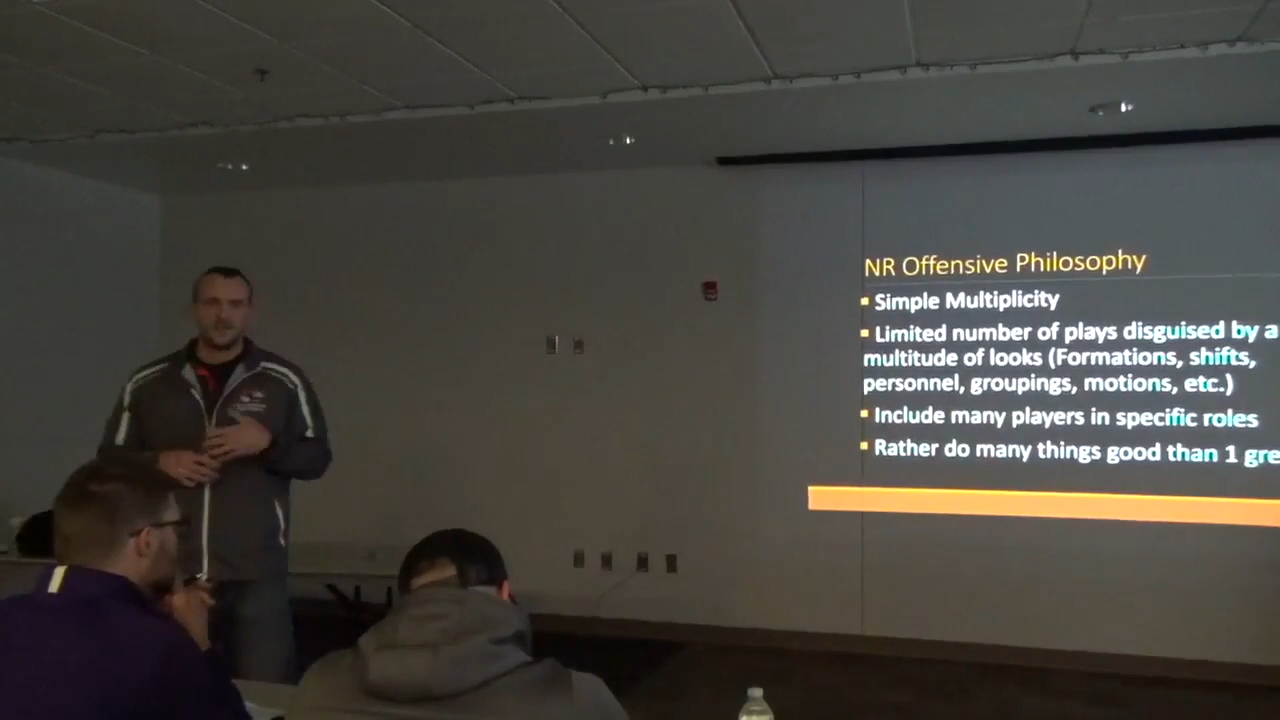 NR Offensive Philosophy
Simple Multiplicity
Limited number of plays disguised by a
multitude of looks (Formations, shifts,
personnel, groupings, motions, etc.)
Include many players in specific roles
Rather do many things good than 1 gre